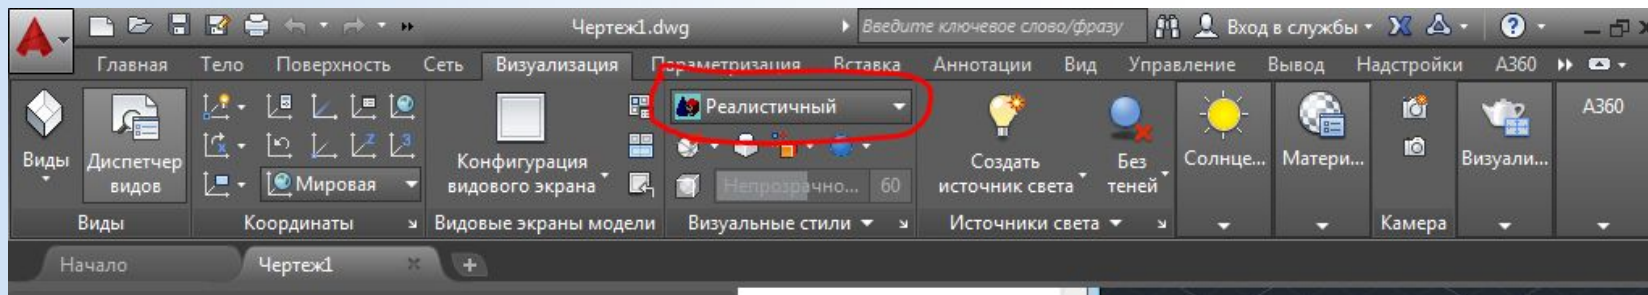 Чертеж1.dwg
Введите ключевое слово/фразу
Вход в службы
Главная Тело Поверхность Сеть Визуализация Параметризация Вставка Аннотации Вид Управление Вывод Надстройки A360
Реалистичный
A360
Виды
Диспетчер
видов
Мировая
Конфигурация
видового экрана
Непрозрачно... 60
Создать
источник света
Без
теней
Солнце...
Матери...
Визуали...
Виды Координаты Видовые экраны модели Визуальные стили Источники света Камера
Начало Чертеж1